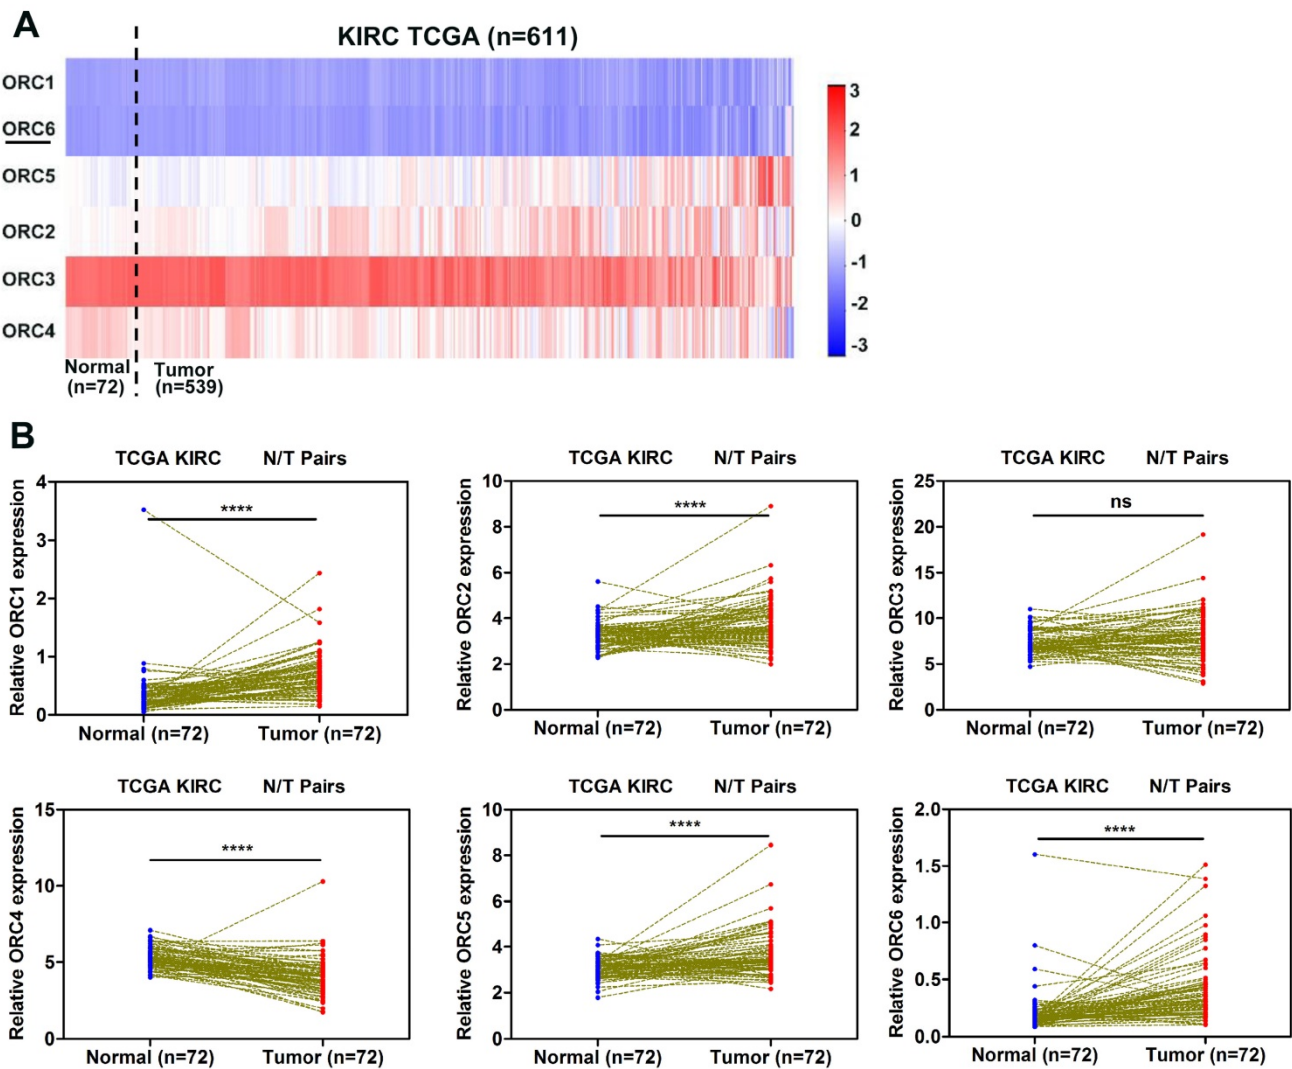 A
KIRC TCGA (n=611)
ORC1
ORC6
ORC5
ORC2
ORC3
ORC4
3
2
1
0
-1
-2
-3
Normal
(n=72)
Tumor
(n=539)
B
TCGA KIRC N/T Pairs
Relative ORC1 expression
4
3
2
1
0
****
Normal (n=72) Tumor (n=72)
TCGA KIRC N/T Pairs
Relative ORC2 expression
10
8
6
4
2
0
****
Normal (n=72) Tumor (n=72)
TCGA KIRC N/T Pairs
Relative ORC3 expression
25
20
15
10
5
0
ns
Normal (n=72) Tumor (n=72)
TCGA KIRC N/T Pairs
Relative ORC4 expression
15
10
5
0
****
Normal (n=72) Tumor (n=72)
TCGA KIRC N/T Pairs
Relative ORC5 expression
10
8
6
4
2
0
****
Normal (n=72) Tumor (n=72)
TCGA KIRC N/T Pairs
Relative ORC6 expression
2.0
1.5
1.0
0.5
0.0
****
Normal (n=72) Tumor (n=72)